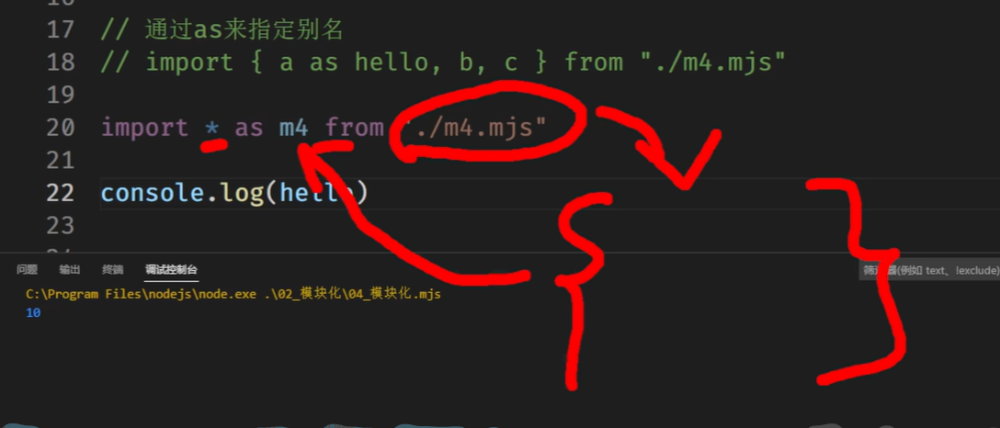 17 // 通过as来指定别名
18 // import { a as hello, b, c } from "./m4.mjs"
19
20 import * as m4 from "./m4.mjs"
21
22 console.log(hello)
23
问题 输出 终端 调试控制台
筛选器(例如 text、!exclude)
C:\Program Files\nodejs\node.exe .\02_模块化\04_模块化.mjs
10